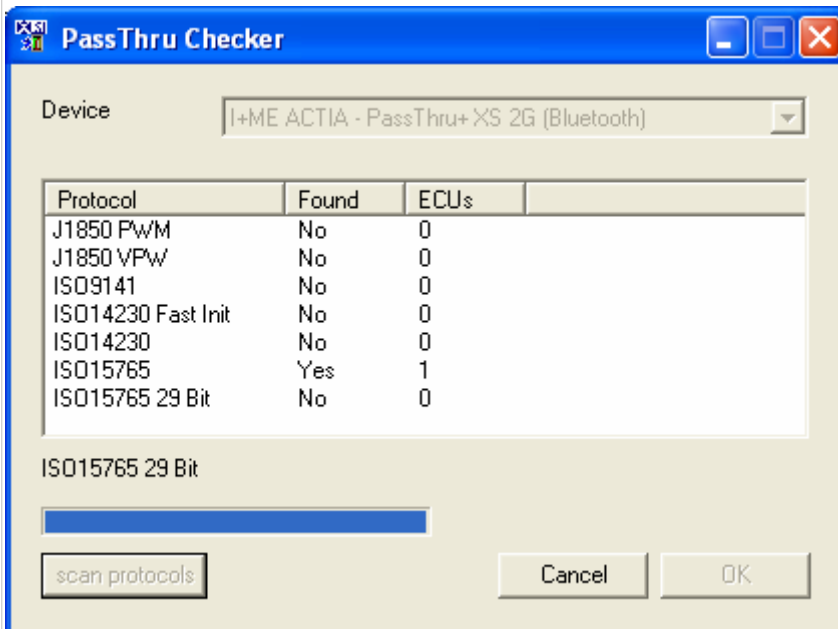 PassThru Checker
Device I+ME ACTIA - PassThru+ XS 2G (Bluetooth)
Protocol Found ECUs
J1850 PWM No 0
J1850 VPW No 0
ISO9141 No 0
ISO14230 Fast Init No 0
ISO14230 No 0
ISO15765 Yes 1
ISO15765 29 Bit No 0
ISO15765 29 Bit
scan protocols Cancel OK